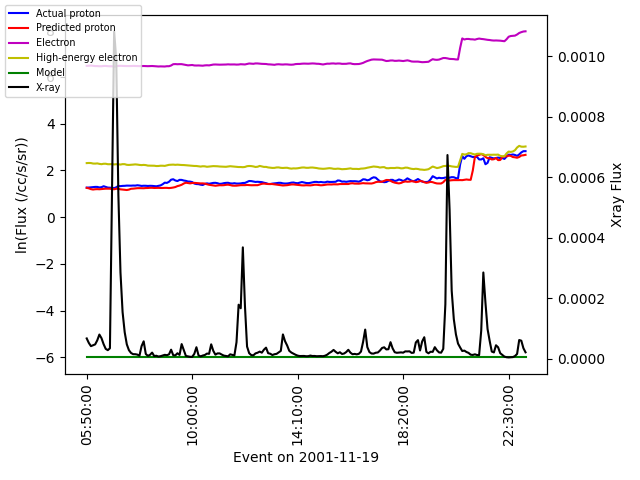 Actual proton
Predicted proton
Electron
High-energy electron
Model
X-ray
4
2
0
−2
−4
−6
ln(Flux (/cc/s/sr))
0.0010
0.0008
0.0006
0.0004
0.0002
0.0000
Xray Flux
05:50:00
10:00:00
14:10:00
18:20:00
22:30:00
Event on 2001-11-19